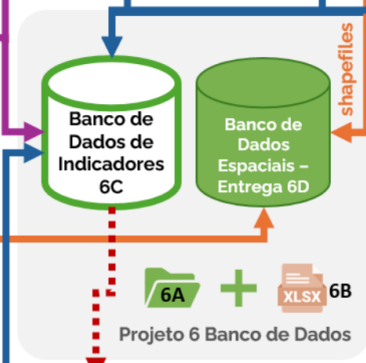 shapefiles
Banco de
Dados de
Indicadores
6C
Banco de
Dados
Espaciais –
Entrega 6D
6A
XLSX
6B
Projeto 6 Banco de Dados